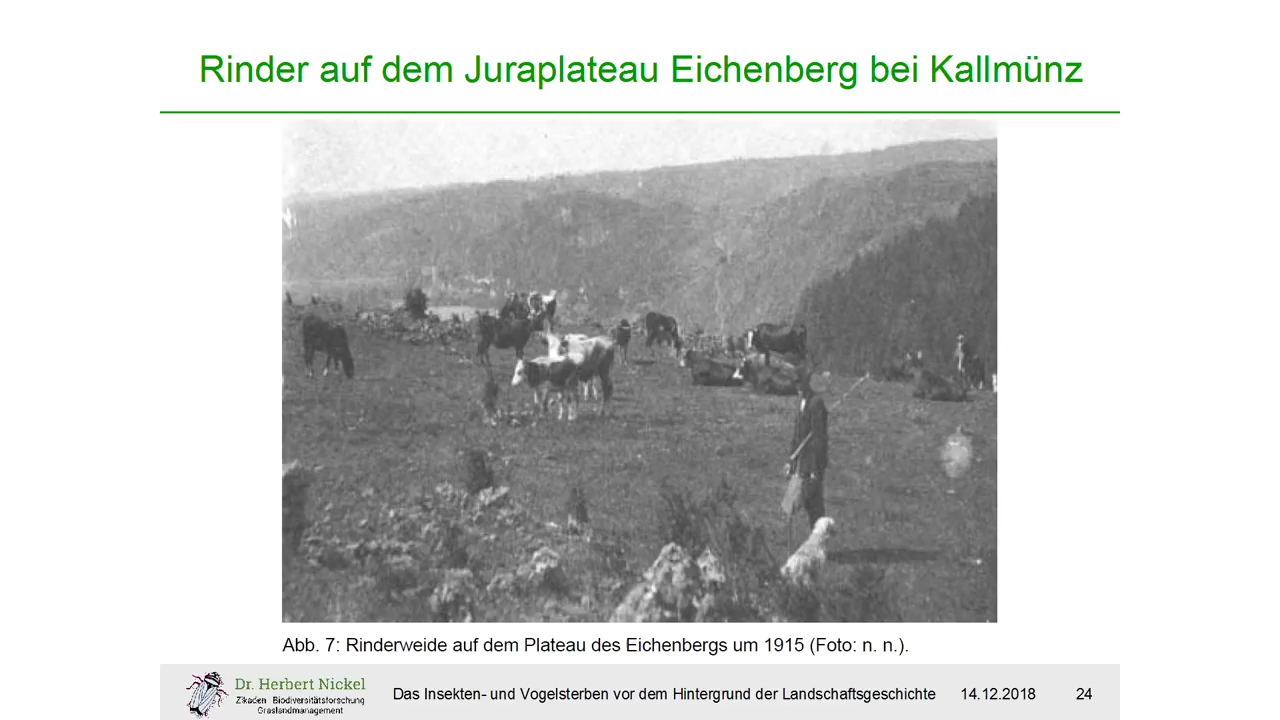 Rinder auf dem Juraplateau Eichenberg bei Kallmünz
Abb. 7: Rinderweide auf dem Plateau des Eichenbergs um 1915 (Foto: n. n.).
Dr. Herbert Nickel
Zikaden Biodiversitätsforschung
Graslandmanagement
Das Insekten- und Vogelsterben vor dem Hintergrund der Landschaftsgeschichte 14.12.2018 24